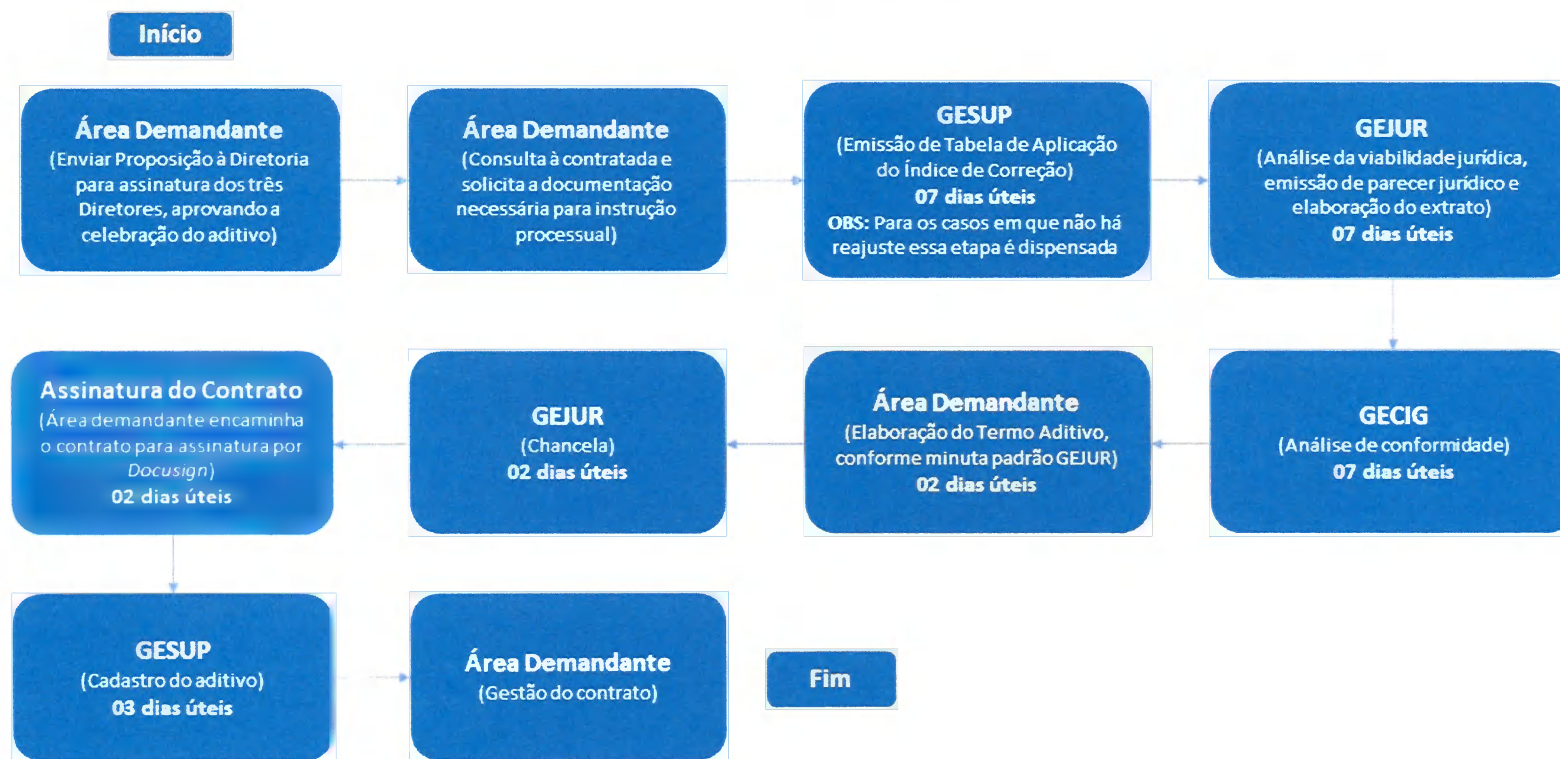 Início
Área Demandante
(Enviar Proposição à Diretoria
para assinatura dos três
Diretores, aprovando a
celebração do aditivo)
Área Demandante
(Consulta à contratada e
solicita a documentação
necessária para instrução
processual)
GESUP
(Emissão de Tabela de Aplicação
do Índice de Correção)
07 dias úteis
OBS: Para os casos em que não há
reajuste essa etapa é dispensada
GEJUR
(Análise da viabilidade jurídica,
emissão de parecer jurídico e
elaboração do extrato)
07 dias úteis
GECIG
(Análise de conformidade)
07 dias úteis
Área Demandante
(Elaboração do Termo Aditivo,
conforme minuta padrão GEJUR)
02 dias úteis
GEJUR
(Chancela)
02 dias úteis
Assinatura do Contrato
(Área demandante encaminha
o contrato para assinatura por
Docusign)
02 dias úteis
GESUP
(Cadastro do aditivo)
03 dias úteis
Área Demandante
(Gestão do contrato)
Fim